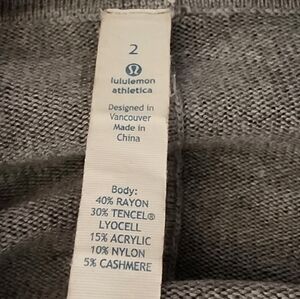 2
lululemon
athletica
Designed in
Vancouver
Made in
China
Body:
40% RAYON
30% TENCEL®
LYOCELL
15% ACRYLIC
10% NYLON
5% CASHMERE